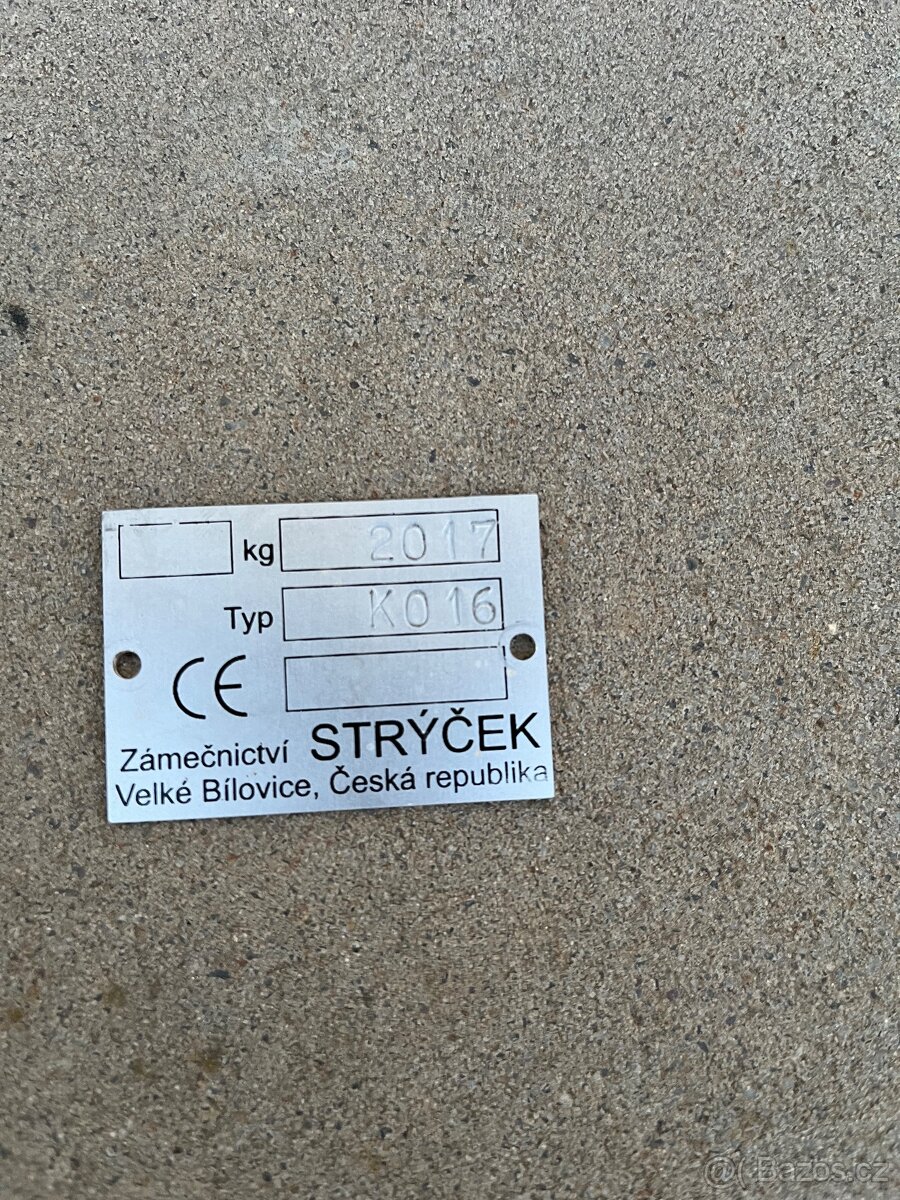 kg 2017
Typ K016
CE
Zámečnictví STRÝČEK
Velké Bílovice, Česká republika
@ Bazos.cz